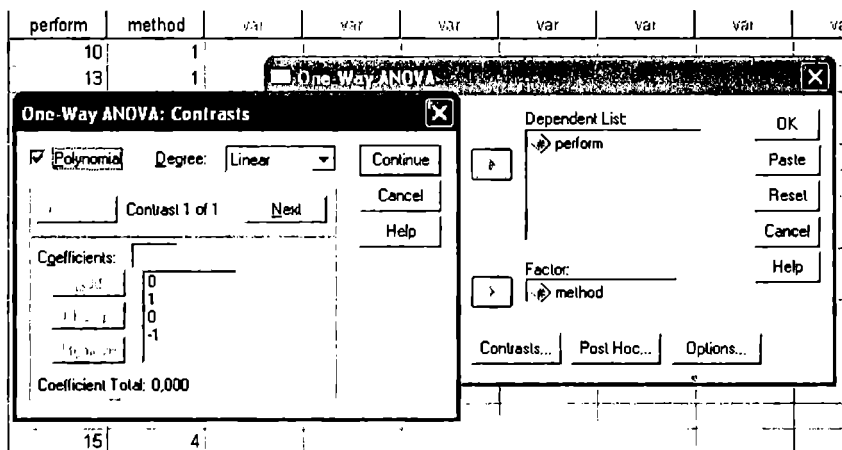 perform method var var var var var var
10 1
13 1
One-Way ANOVA
One-Way ANOVA: Contrasts
Polynomial Degree: Linear Continue
Contrast 1 of 1 Next Cancel
Help
Coefficients:
0
1
0
-1
Coefficient Total: 0,000
Dependent List:
perform
Factor:
method
OK
Paste
Reset
Cancel
Help
Contrasts... Post Hoc... Options...
15 4